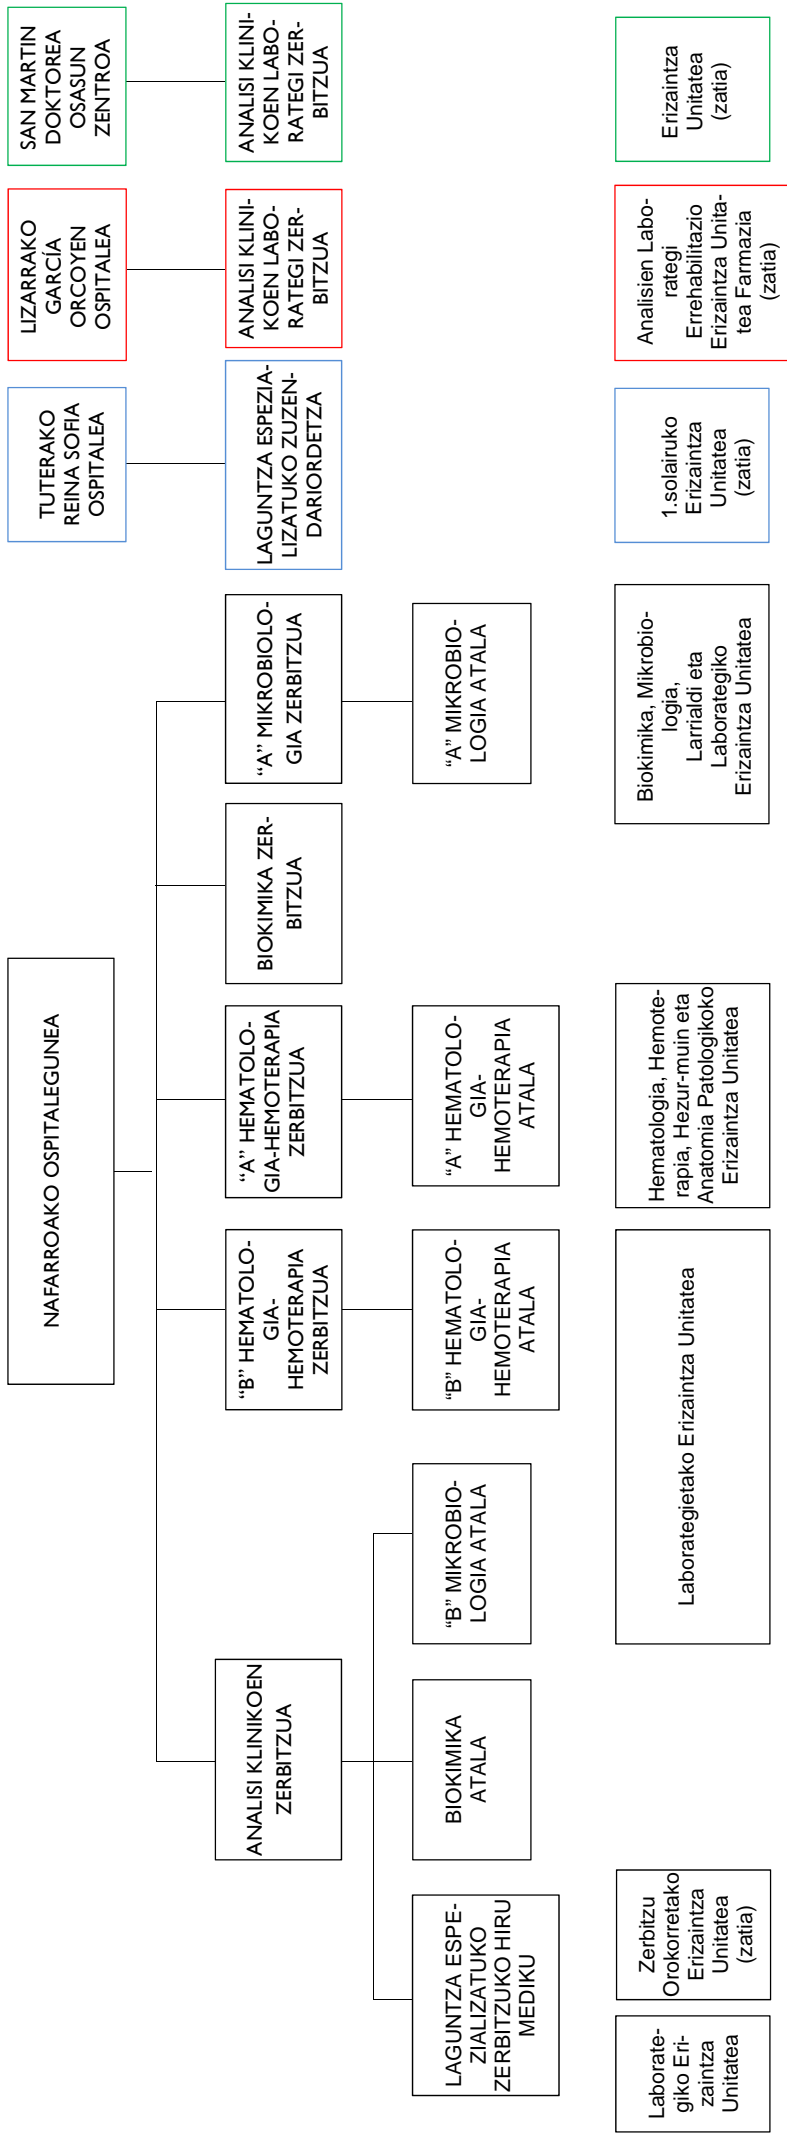 NAFARROAKO OSPITALEGUNEA
TUTERAKO
REINA SOFIA
OSPITALEA
LIZARRAKO
GARCÍA
ORCOYEN
OSPITALEA
SAN MARTIN
DOKTOREA
OSASUN
ZENTROA
ANALISI KLINIKOEN
ZERBITZUA
“B” HEMATOLO-
GIA-
HEMOTERAPIA
ZERBITZUA
“A” HEMATOLO-
GIA-HEMOTERAPIA
ZERBITZUA
BIOKIMIKA ZER-
BITZUA
“A” MIKROBIOLO-
GIA ZERBITZUA
LAGUNTZA ESPEZIA-
LIZATUKO ZUZEN-
DARIORDETZA
ANALISI KLINI-
KOEN LABO-
RATEGI ZER-
BITZUA
ANALISI KLINI-
KOEN LABO-
RATEGI ZER-
BITZUA
LAGUNTZA ESPE-
ZIALIZATUKO
ZERBITZUKO HIRU
MEDIKU
BIOKIMIKA
ATALA
“B” MIKROBIO-
LOGIA ATALA
“B” HEMATOLO-
GIA-
HEMOTERAPIA
ATALA
“A” HEMATOLO-
GIA-
HEMOTERAPIA
ATALA
“A” MIKROBIO-
LOGIA ATALA
Laborate-
giko Eri-
zaintza
Unitatea
Zerbitzu
Orokorretako
Erizaintza
Unitatea
(zatia)
Laborategietako Erizaintza Unitatea
Hematologia, Hemote-
rapia, Hezur-muin eta
Anatomia Patologikoko
Erizaintza Unitatea
Biokimika, Mikrobio-
logia,
Larrialdi eta
Laborategiko
Erizaintza Unitatea
1.solairuko
Erizaintza
Unitatea
(zatia)
Analisien Labo-
rategi
Errehabilitazio
Erizaintza Unita-
tea Farmazia
(zatia)
Erizaintza
Unitatea
(zatia)